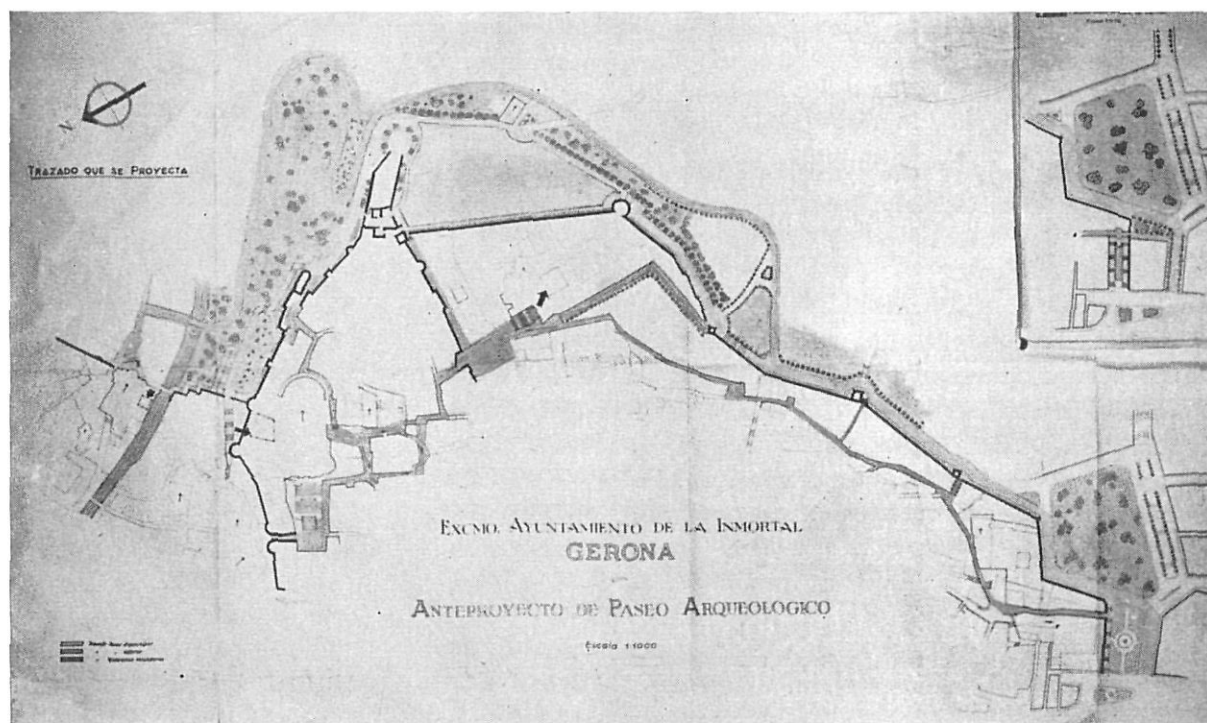 N
TRAZADO QUE SE PROYECTA
EXCMO. AYUNTAMIENTO DE LA INMORTAL
GERONA
ANTEPROYECTO DE PASEO ARQUEOLOGICO
Escala 1:1000